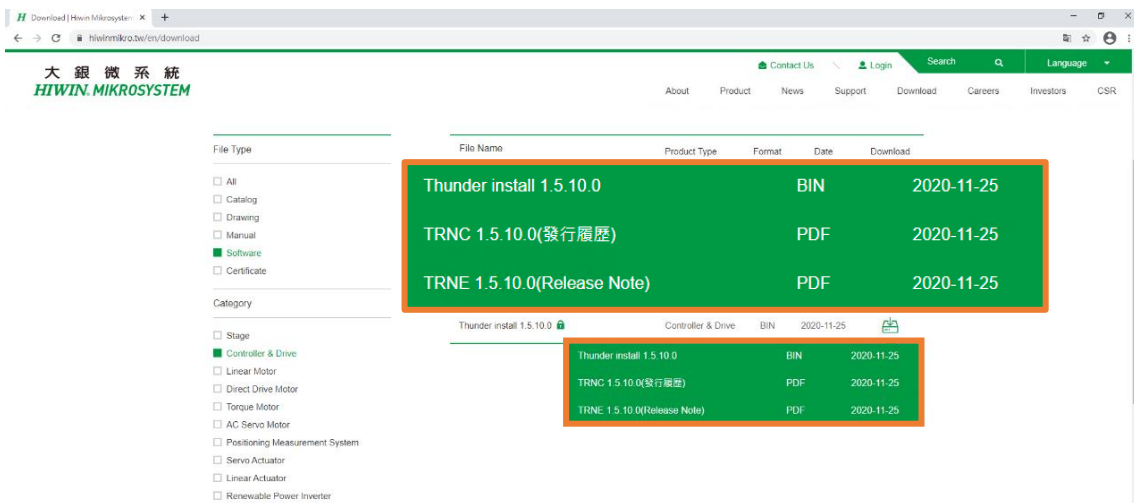 Download | Hiwin Mikrosystem
hiwinmikro.tw/en/download
大銀微系統
HIWIN. MIKROSYSTEM
Contact Us
Login
Search
Language
About Product News Support Download Careers Investors CSR
File Type
All
Catalog
Drawing
Manual
Software
Certificate
Category
Stage
Controller & Drive
Linear Motor
Direct Drive Motor
Torque Motor
AC Servo Motor
Positioning Measurement System
Servo Actuator
Linear Actuator
Renewable Power Inverter
File Name Product Type Format Date Download
Thunder install 1.5.10.0 BIN 2020-11-25
TRNC 1.5.10.0(發行履歷) PDF 2020-11-25
TRNE 1.5.10.0(Release Note) PDF 2020-11-25
Thunder install 1.5.10.0 Controller & Drive BIN 2020-11-25
Thunder install 1.5.10.0 BIN 2020-11-25
TRNC 1.5.10.0(發行履歷) PDF 2020-11-25
TRNE 1.5.10.0(Release Note) PDF 2020-11-25